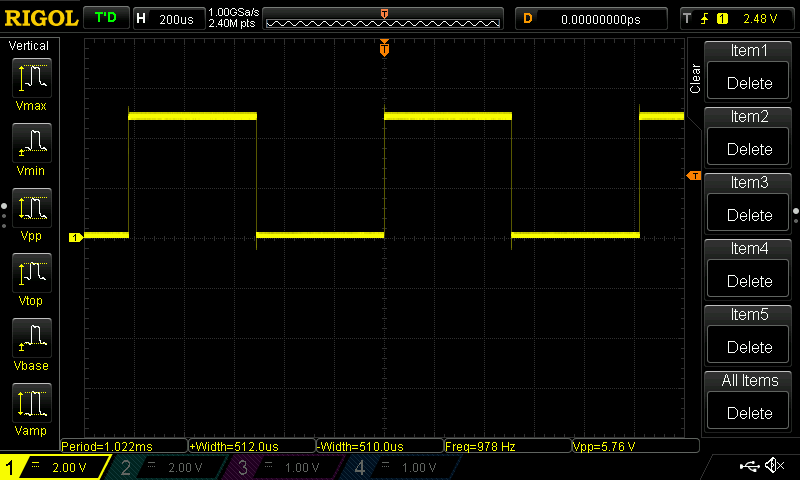 RIGOL T'D H 200us 1.00GSa/s 2.40M pts D 0.00000000ps T 1 2.48 V
T
Vertical
Vmax
Vmin
Vpp
Vtop
Vbase
Vamp
1
T
Clear
Item1
Delete
Item2
Delete
Item3
Delete
Item4
Delete
Item5
Delete
All Items
Delete
Period=1.022ms +Width=512.0us -Width=510.0us Freq=978 Hz Vpp=5.76 V
1 2.00 V 2 2.00 V 3 1.00 V 4 1.00 V